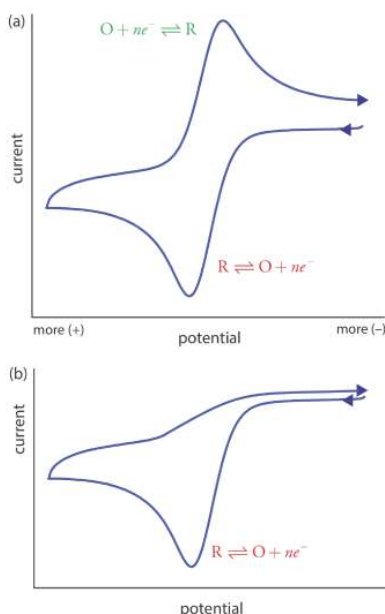 (a)
O + ne⁻ ⇌ R
current
R ⇌ O + ne⁻
more (+)
potential
more (–)
(b)
current
R ⇌ O + ne⁻
potential